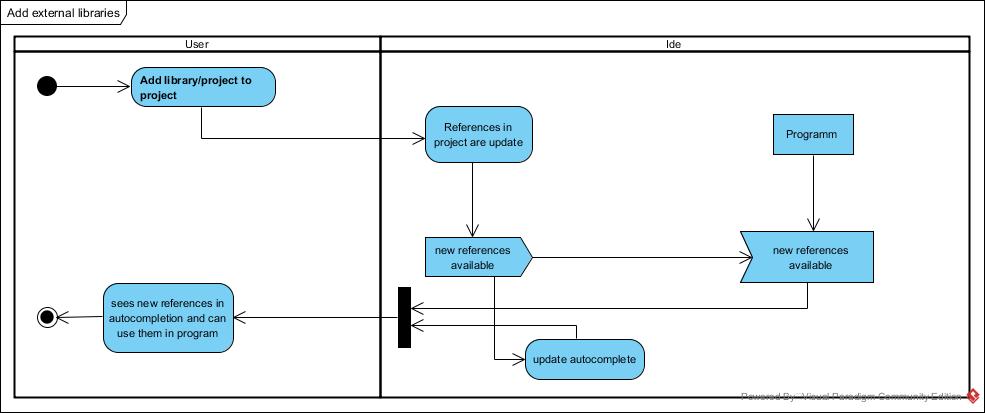 Add external libraries
User
Ide
Add library/project to
project
References in
project are update
Programm
new references
available
new references
available
sees new references in
autocompletion and can
use them in program
update autocomplete
Powered By Visual Paradigm Community Edition